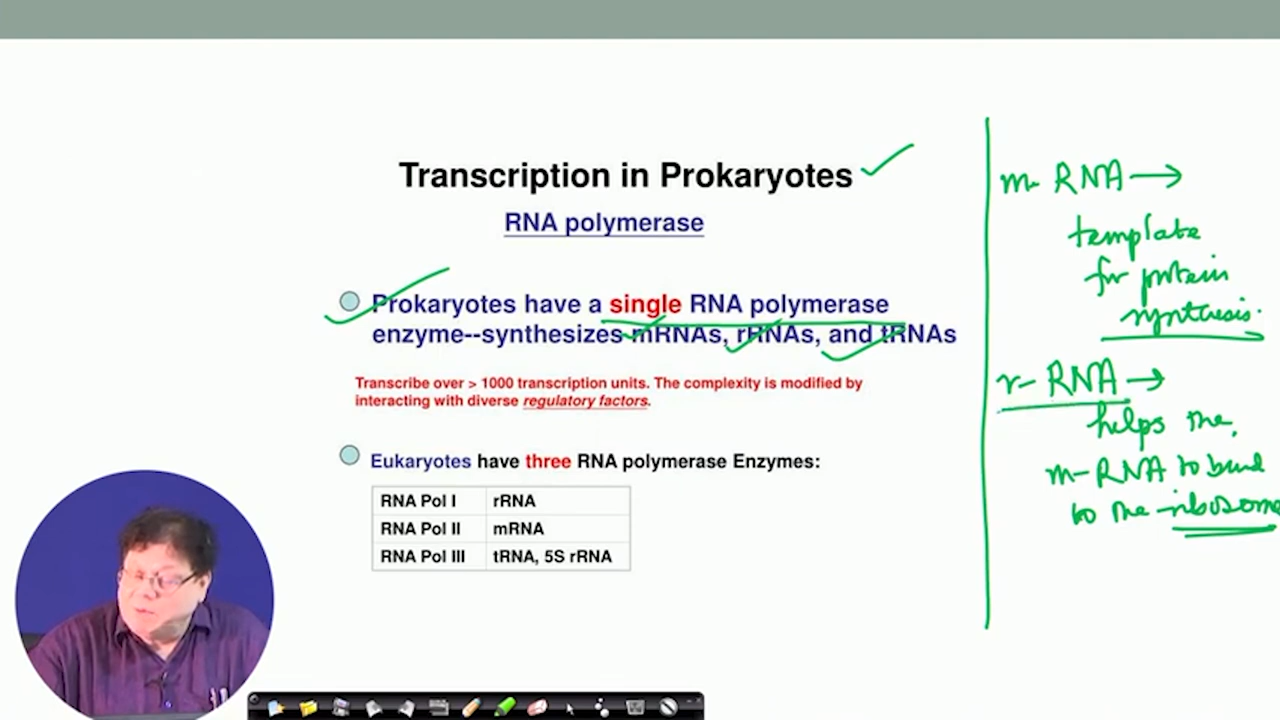 Transcription in Prokaryotes
RNA polymerase
Prokaryotes have a single RNA polymerase
enzyme--synthesizes mRNAs, rRNAs, and tRNAs
Transcribe over > 1000 transcription units. The complexity is modified by
interacting with diverse regulatory factors.
Eukaryotes have three RNA polymerase Enzymes:
RNA Pol I rRNA
RNA Pol II mRNA
RNA Pol III tRNA, 5S rRNA
m- RNA →
template
for protein
synthesis.
r- RNA →
helps the
m-RNA to bind
to the ribosome